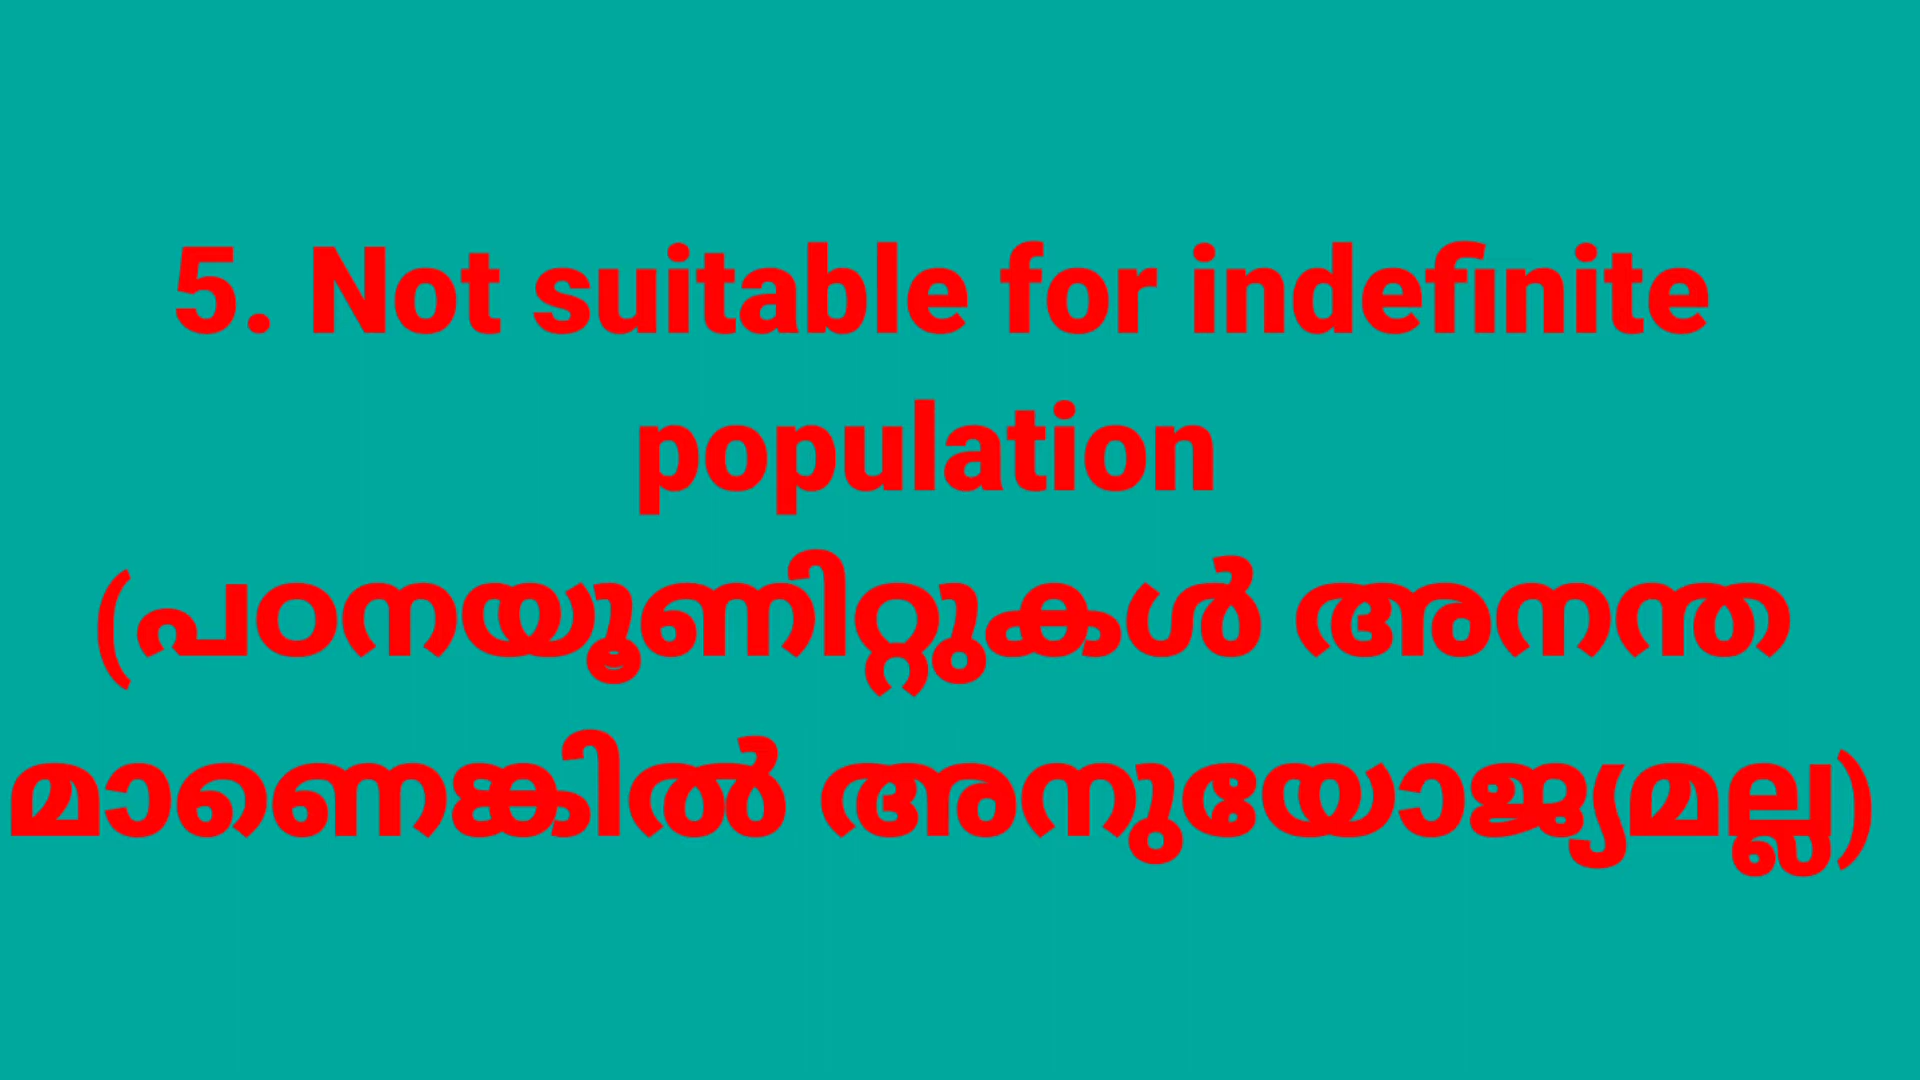 5. Not suitable for indefinite
population
(പഠനയൂണിറ്റുകൾ അനന്ത
മാണെങ്കിൽ അനുയോജ്യമല്ല)